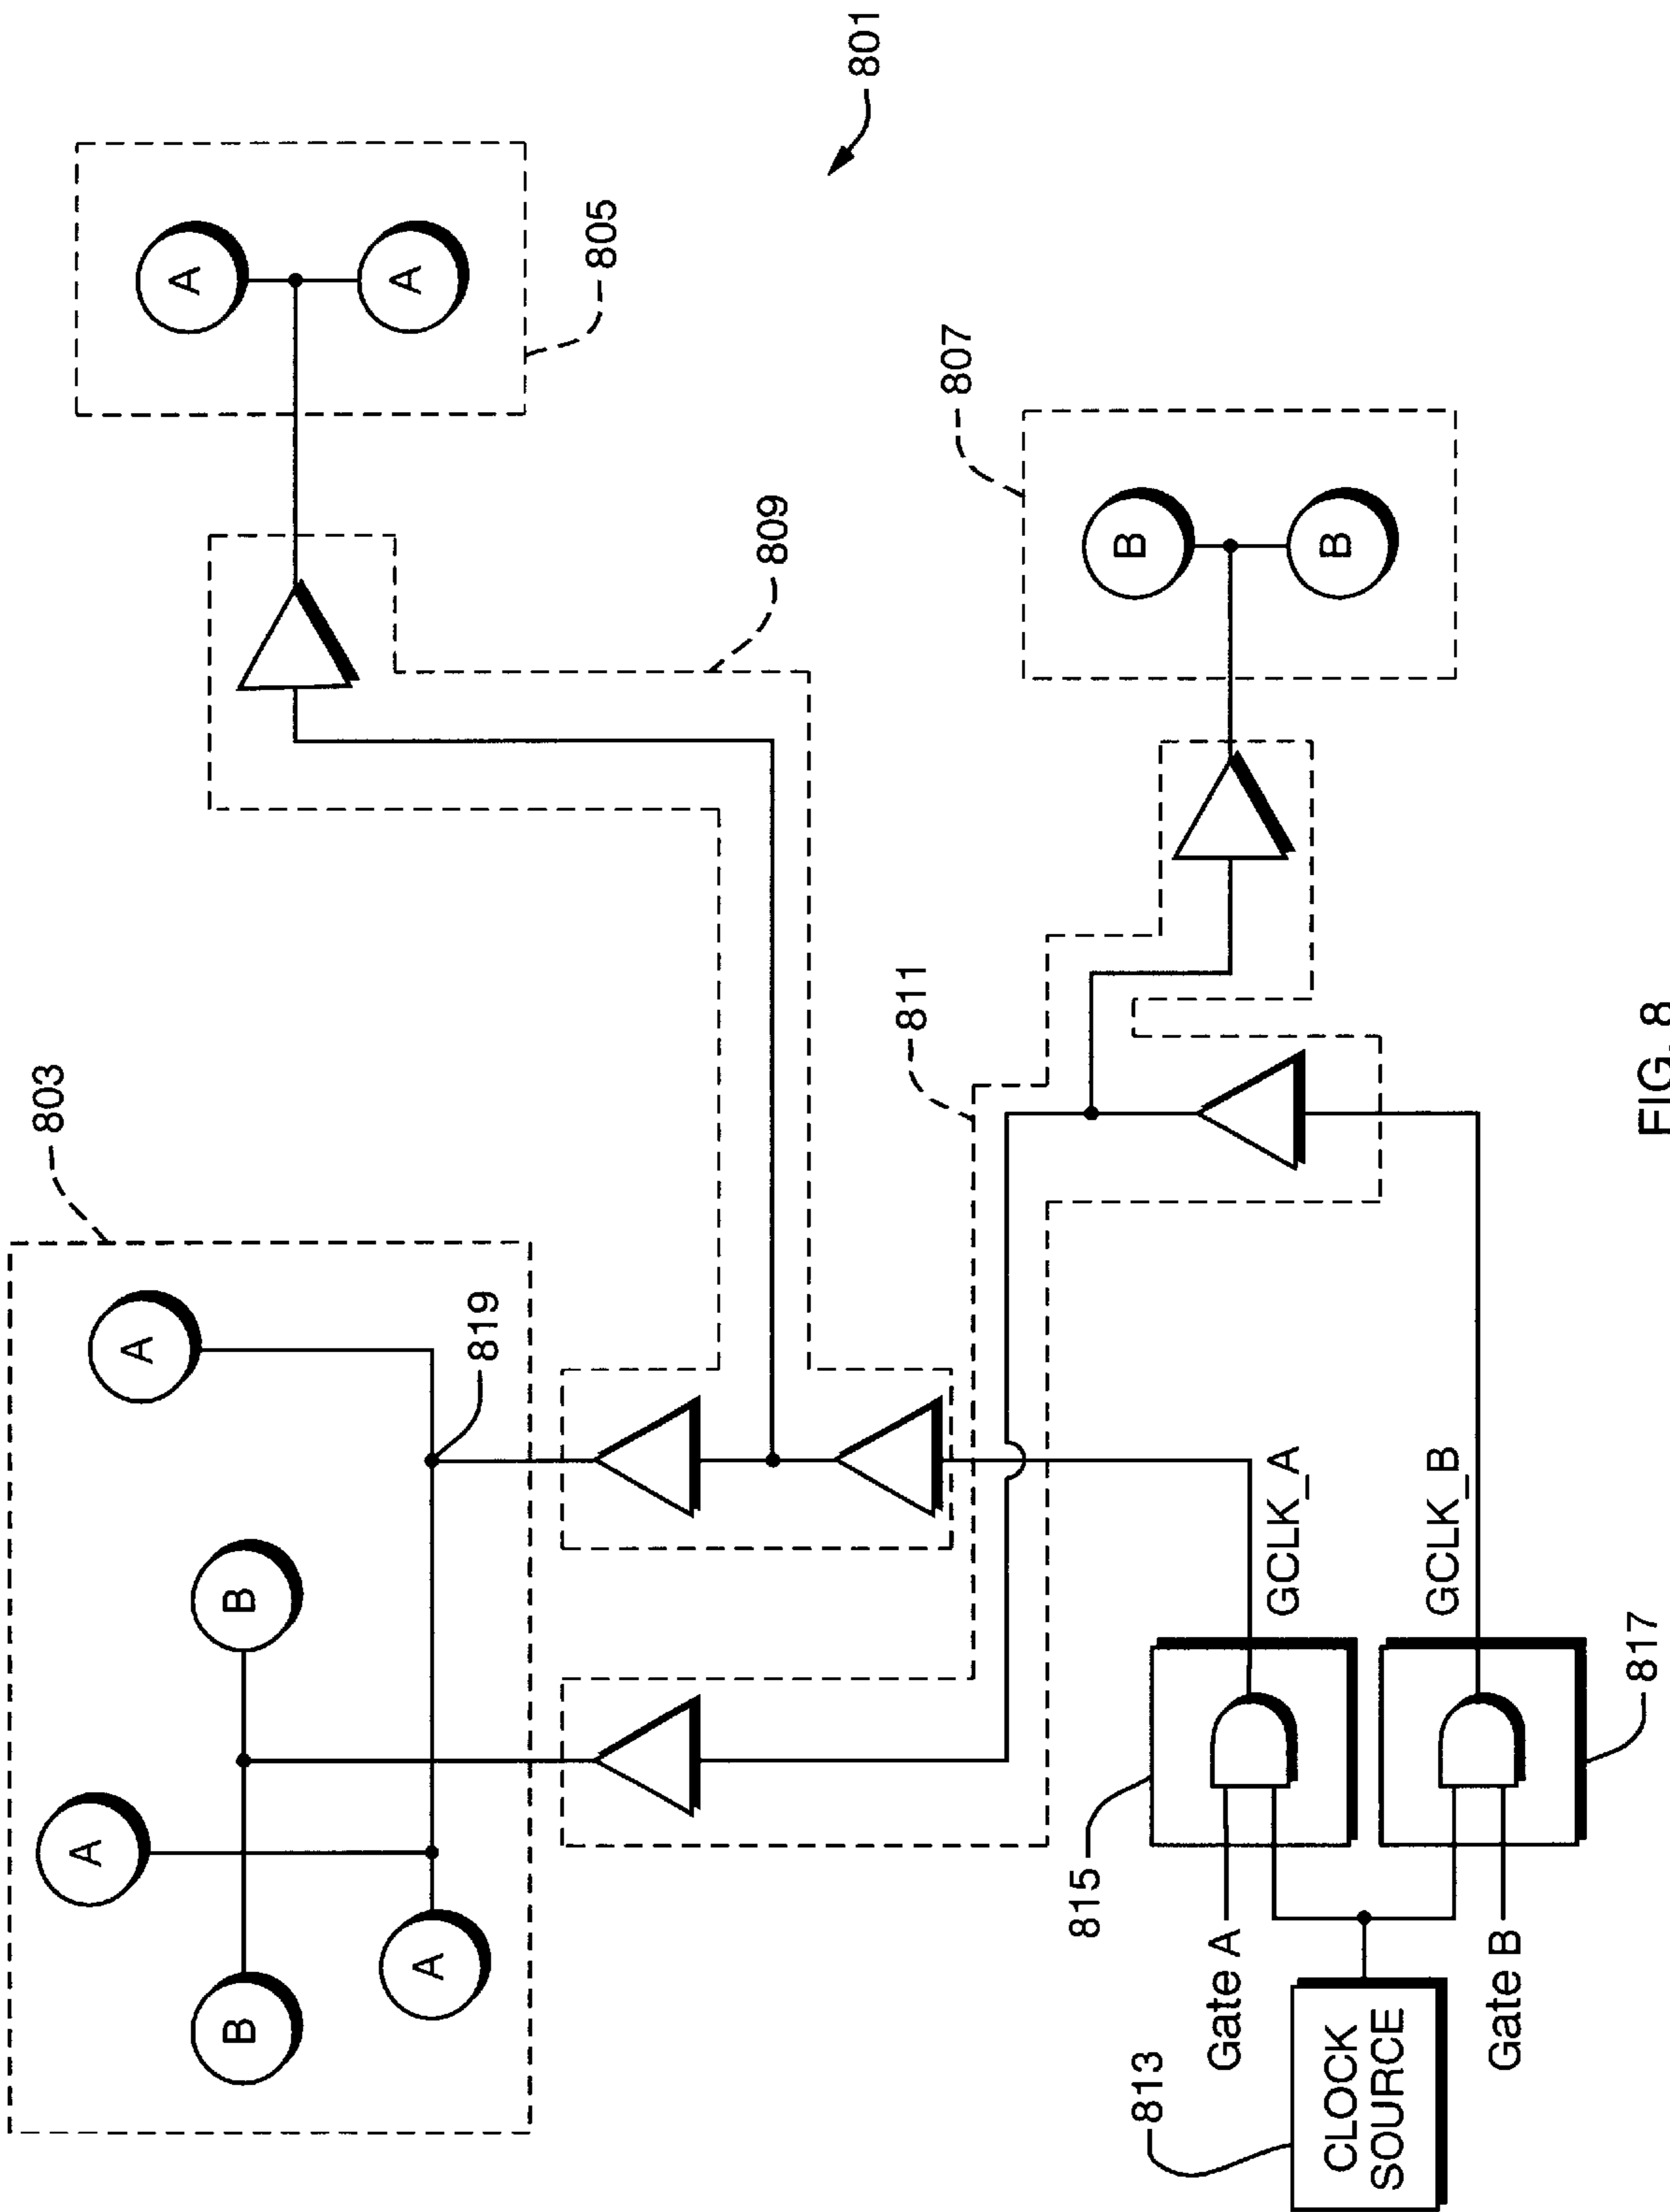 803
A
A
A
B
B
A
A
819
805
809
801
811
807
815
B
813
Gate A
GCLK_A
B
CLOCK
SOURCE
GCLK_B
Gate B
817
FIG. 8